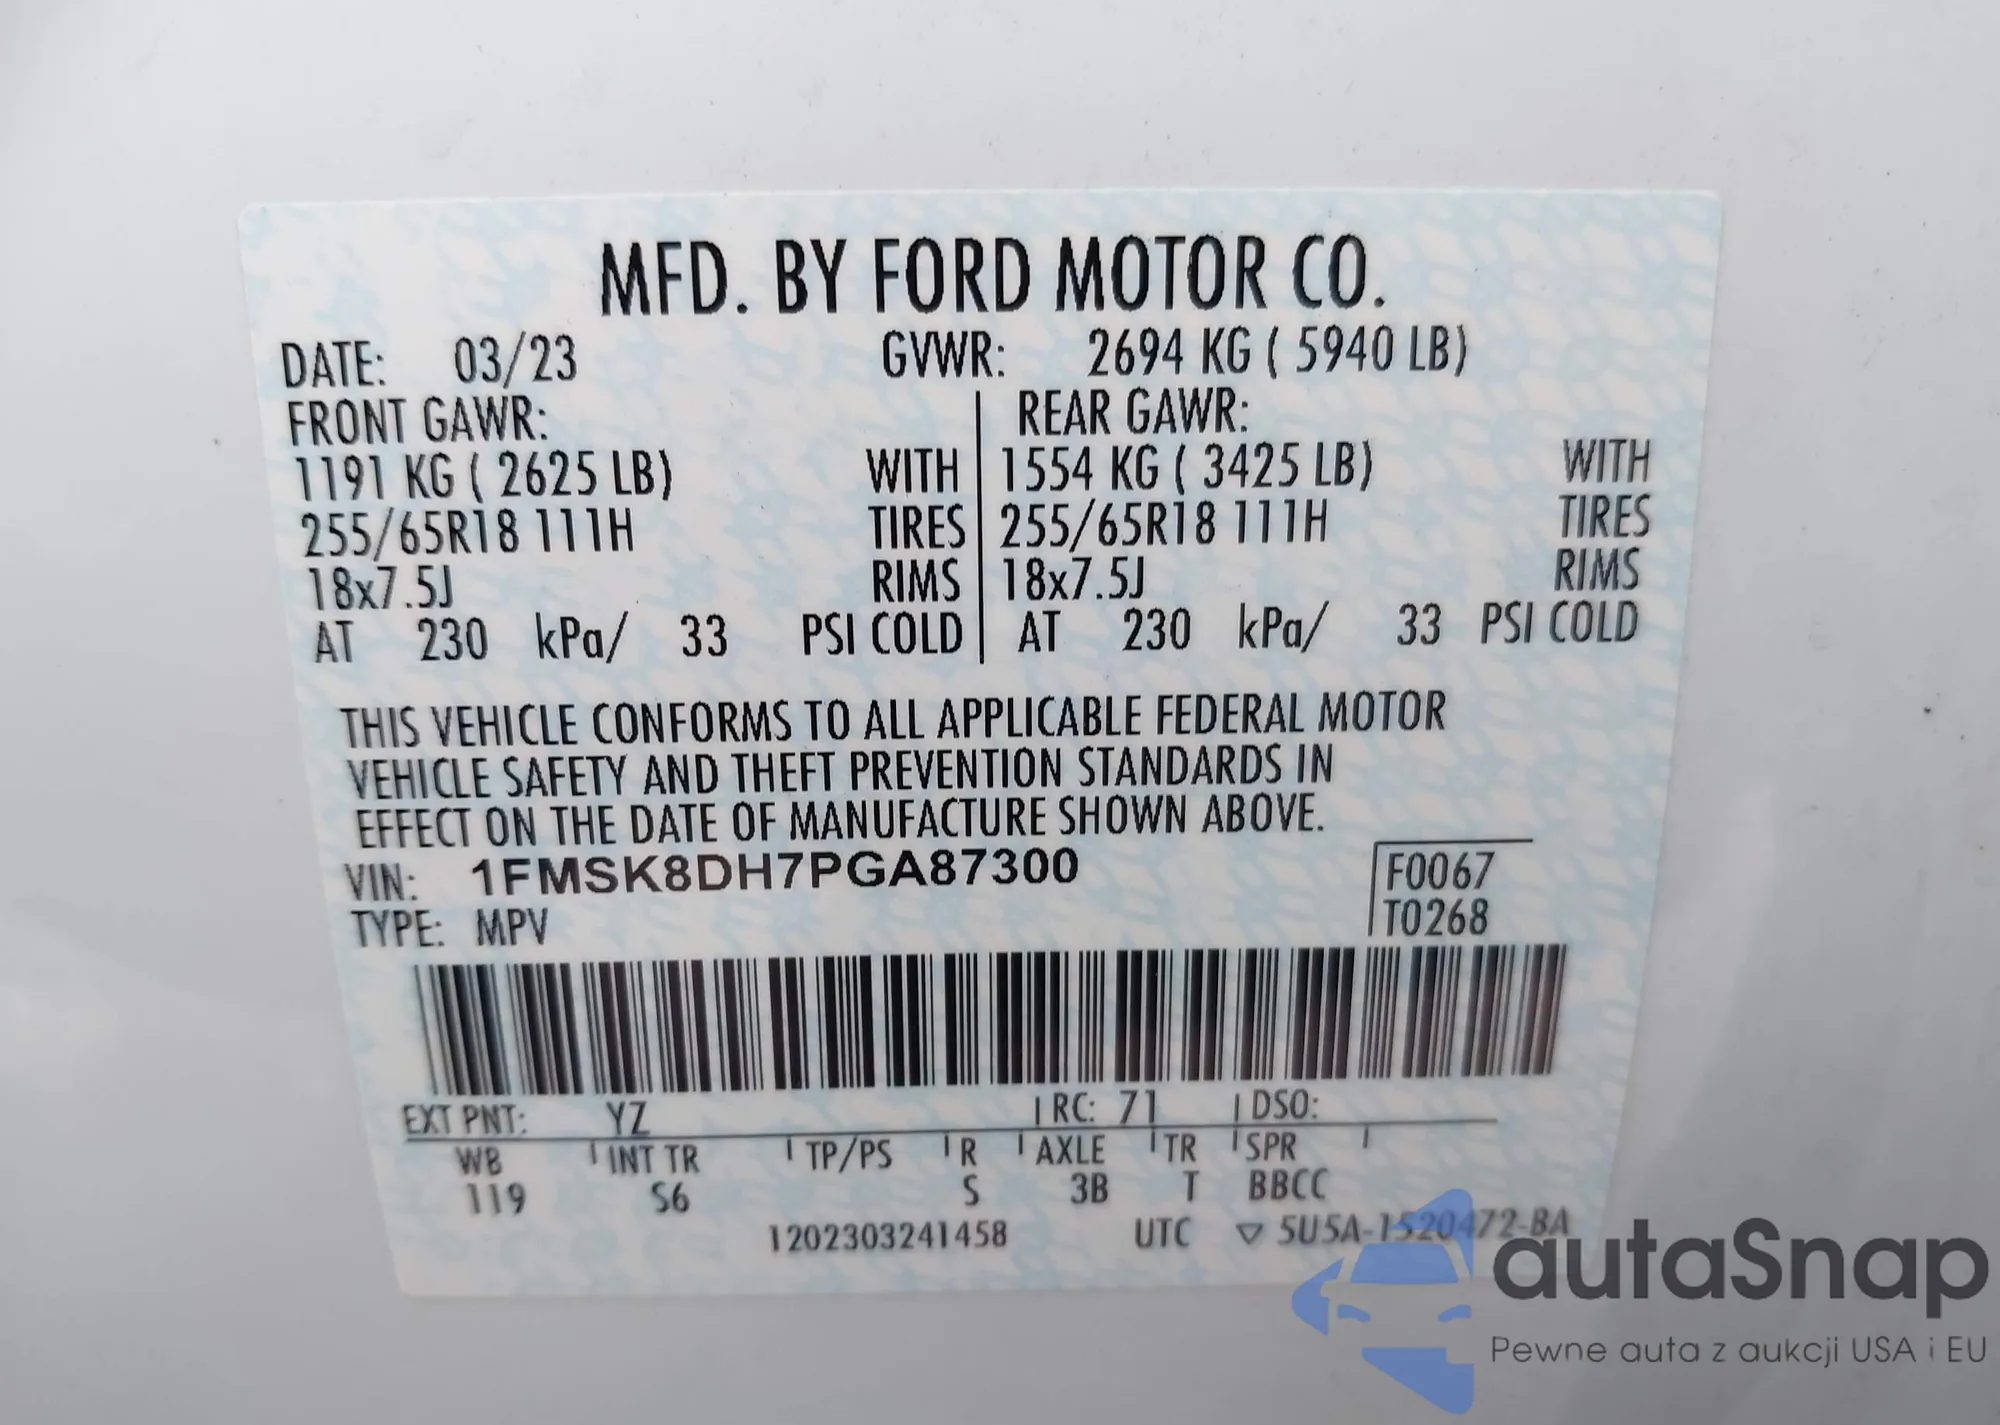 MFD. BY FORD MOTOR CO.
DATE: 03/23 GVWR: 2694 KG ( 5940 LB)
FRONT GAWR: REAR GAWR:
1191 KG ( 2625 LB) WITH 1554 KG ( 3425 LB) WITH
255/65R18 111H TIRES 255/65R18 111H TIRES
18x7.5J RIMS 18x7.5J RIMS
AT 230 kPa/ 33 PSI COLD AT 230 kPa/ 33 PSI COLD
THIS VEHICLE CONFORMS TO ALL APPLICABLE FEDERAL MOTOR
VEHICLE SAFETY AND THEFT PREVENTION STANDARDS IN
EFFECT ON THE DATE OF MANUFACTURE SHOWN ABOVE.
VIN: 1FMSK8DH7PGA87300 F0067
TYPE: MPV T0268
EXT PNT: YZ RC: 71 DSO:
WB INT TR TP/PS R AXLE TR SPR
119 S6 S 3B T BBCC
1202303241458 UTC ▽ 5U5A-1520472-BA
autaSnap
Pewne auta z aukcji USA i EU